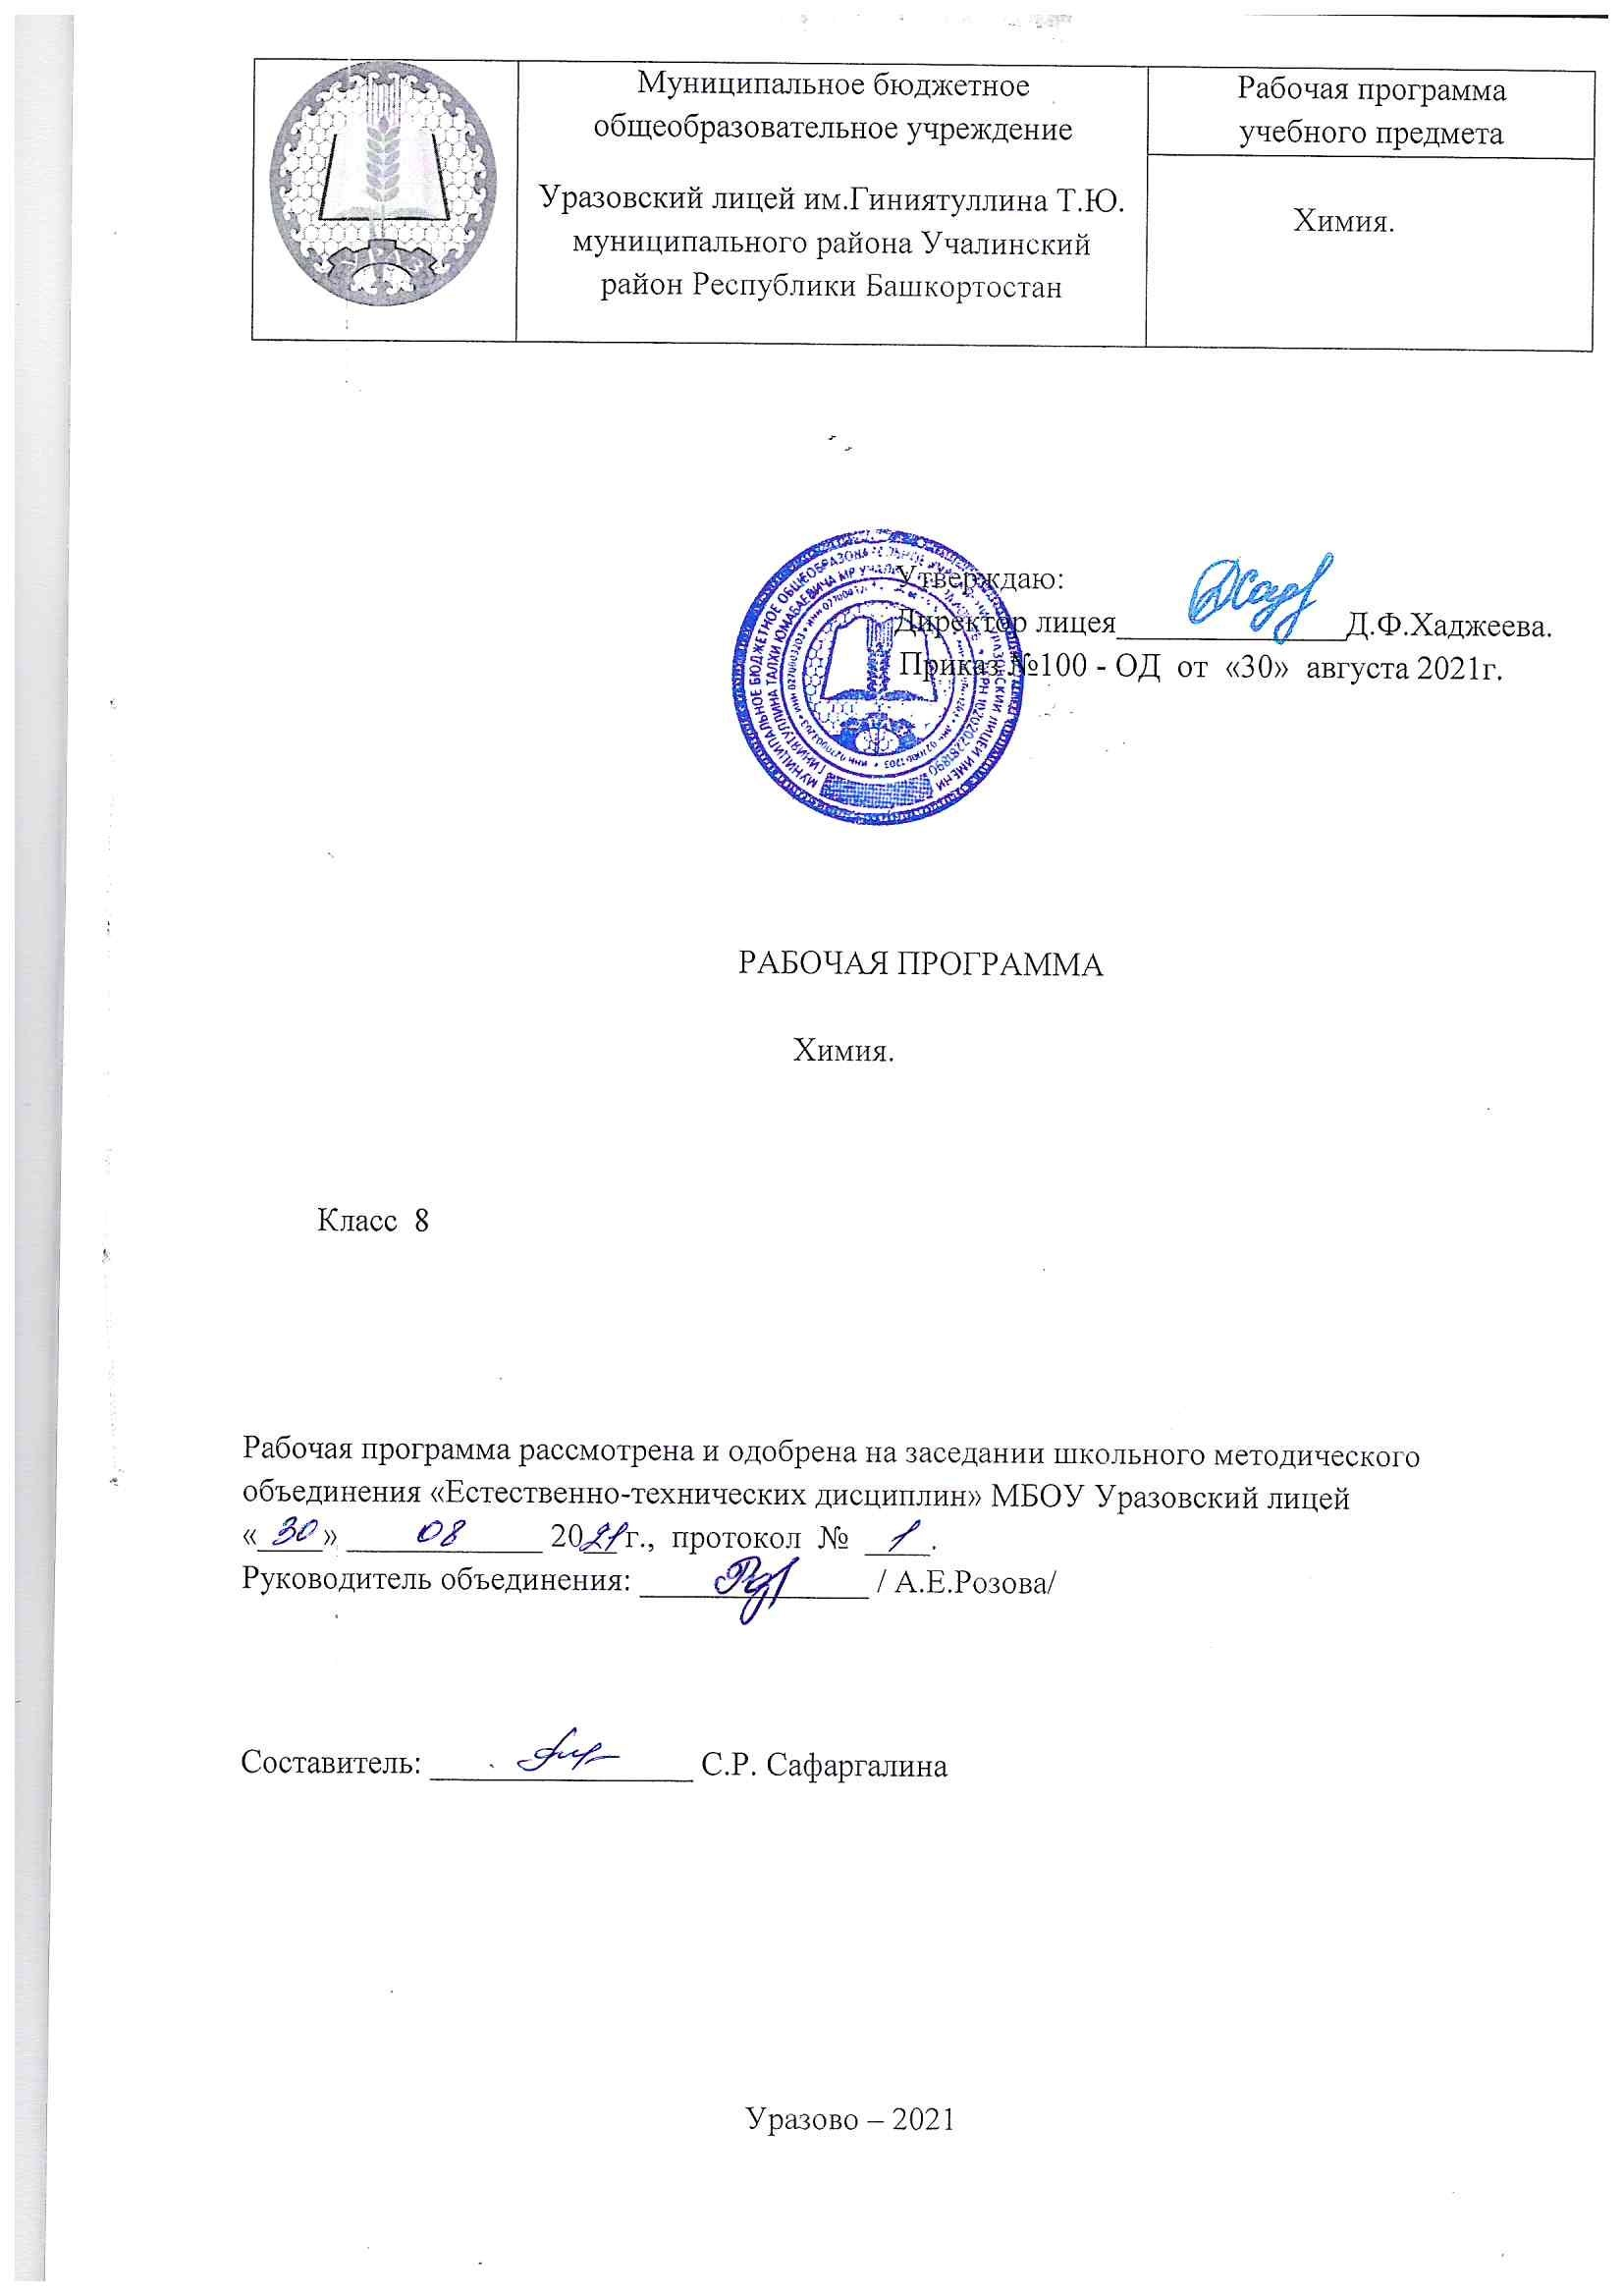 Муниципальное бюджетное
общеобразовательное учреждение
Уразовский лицей им.Гиниятуллина Т.Ю.
муниципального района Учалинский
район Республики Башкортостан
Рабочая программа
учебного предмета
Химия.
Утверждаю:
Директор лицея______________Д.Ф.Хаджеева.
Приказ №100 - ОД от «30» августа 2021г.
РАБОЧАЯ ПРОГРАММА
Химия.
Класс 8
Рабочая программа рассмотрена и одобрена на заседании школьного методического
объединения «Естественно-технических дисциплин» МБОУ Уразовский лицей
«30» 08 2021г., протокол № 1.
Руководитель объединения: ______________ / А.Е.Розова/
Составитель: ________________ С.Р. Сафаргалина
Уразово – 2021